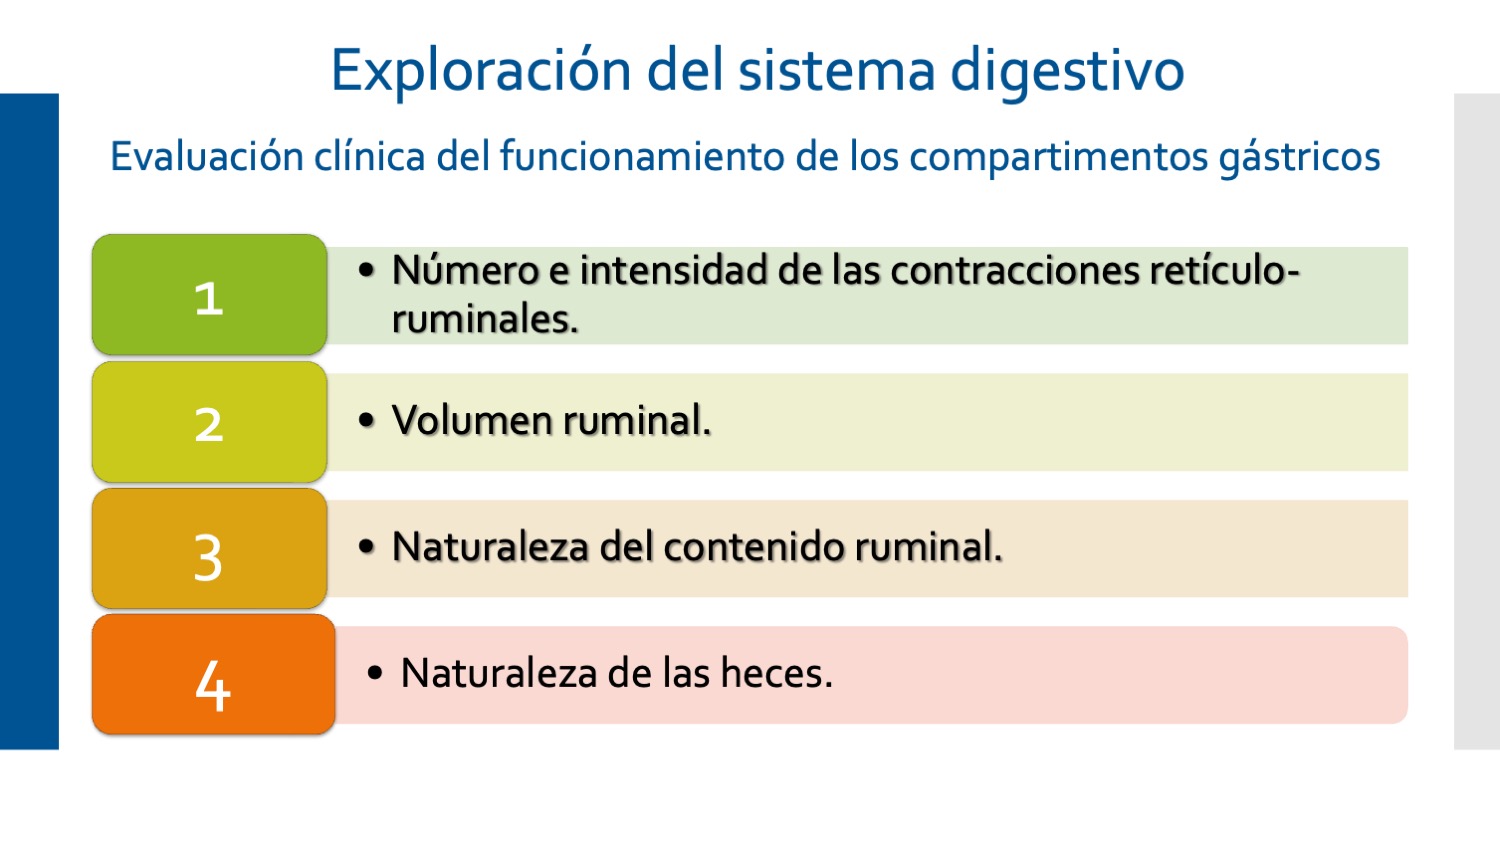 Exploración del sistema digestivo
Evaluación clínica del funcionamiento de los compartimentos gástricos
1
• Número e intensidad de las contracciones retículo-
ruminales.
2
• Volumen ruminal.
3
• Naturaleza del contenido ruminal.
4
• Naturaleza de las heces.